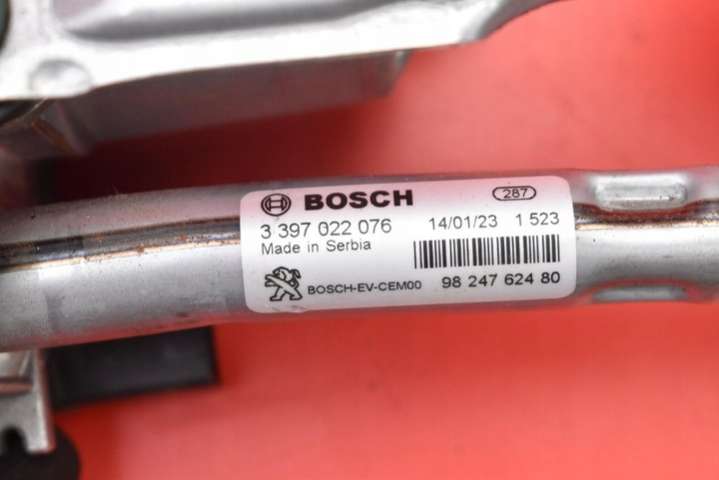 BOSCH 287
3 397 022 076 14/01/23 1 523
Made in Serbia
BOSCH-EV-CEM00 98 247 624 80